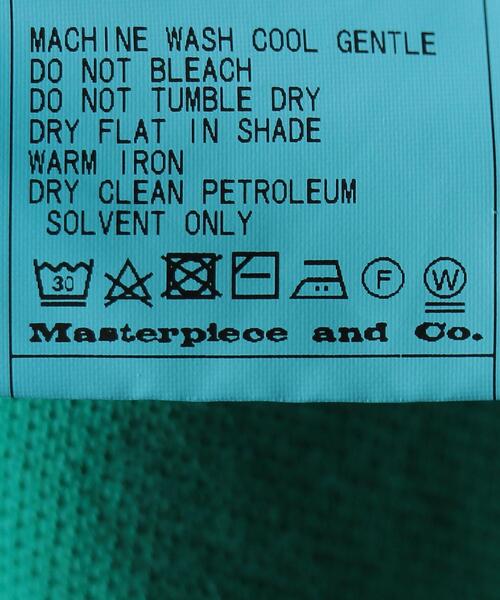 MACHINE WASH COOL GENTLE
DO NOT BLEACH
DO NOT TUMBLE DRY
DRY FLAT IN SHADE
WARM IRON
DRY CLEAN PETROLEUM
SOLVENT ONLY
30 F W
Masterpiece and Co.